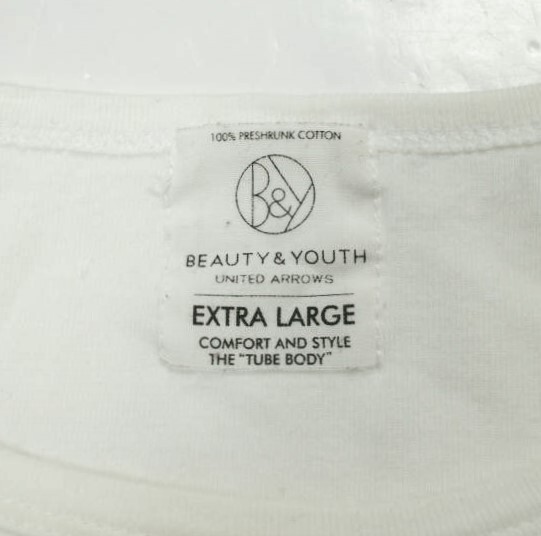 100% PRESHRUNK COTTON
B&Y
BEAUTY & YOUTH
UNITED ARROWS
EXTRA LARGE
COMFORT AND STYLE
THE "TUBE BODY"